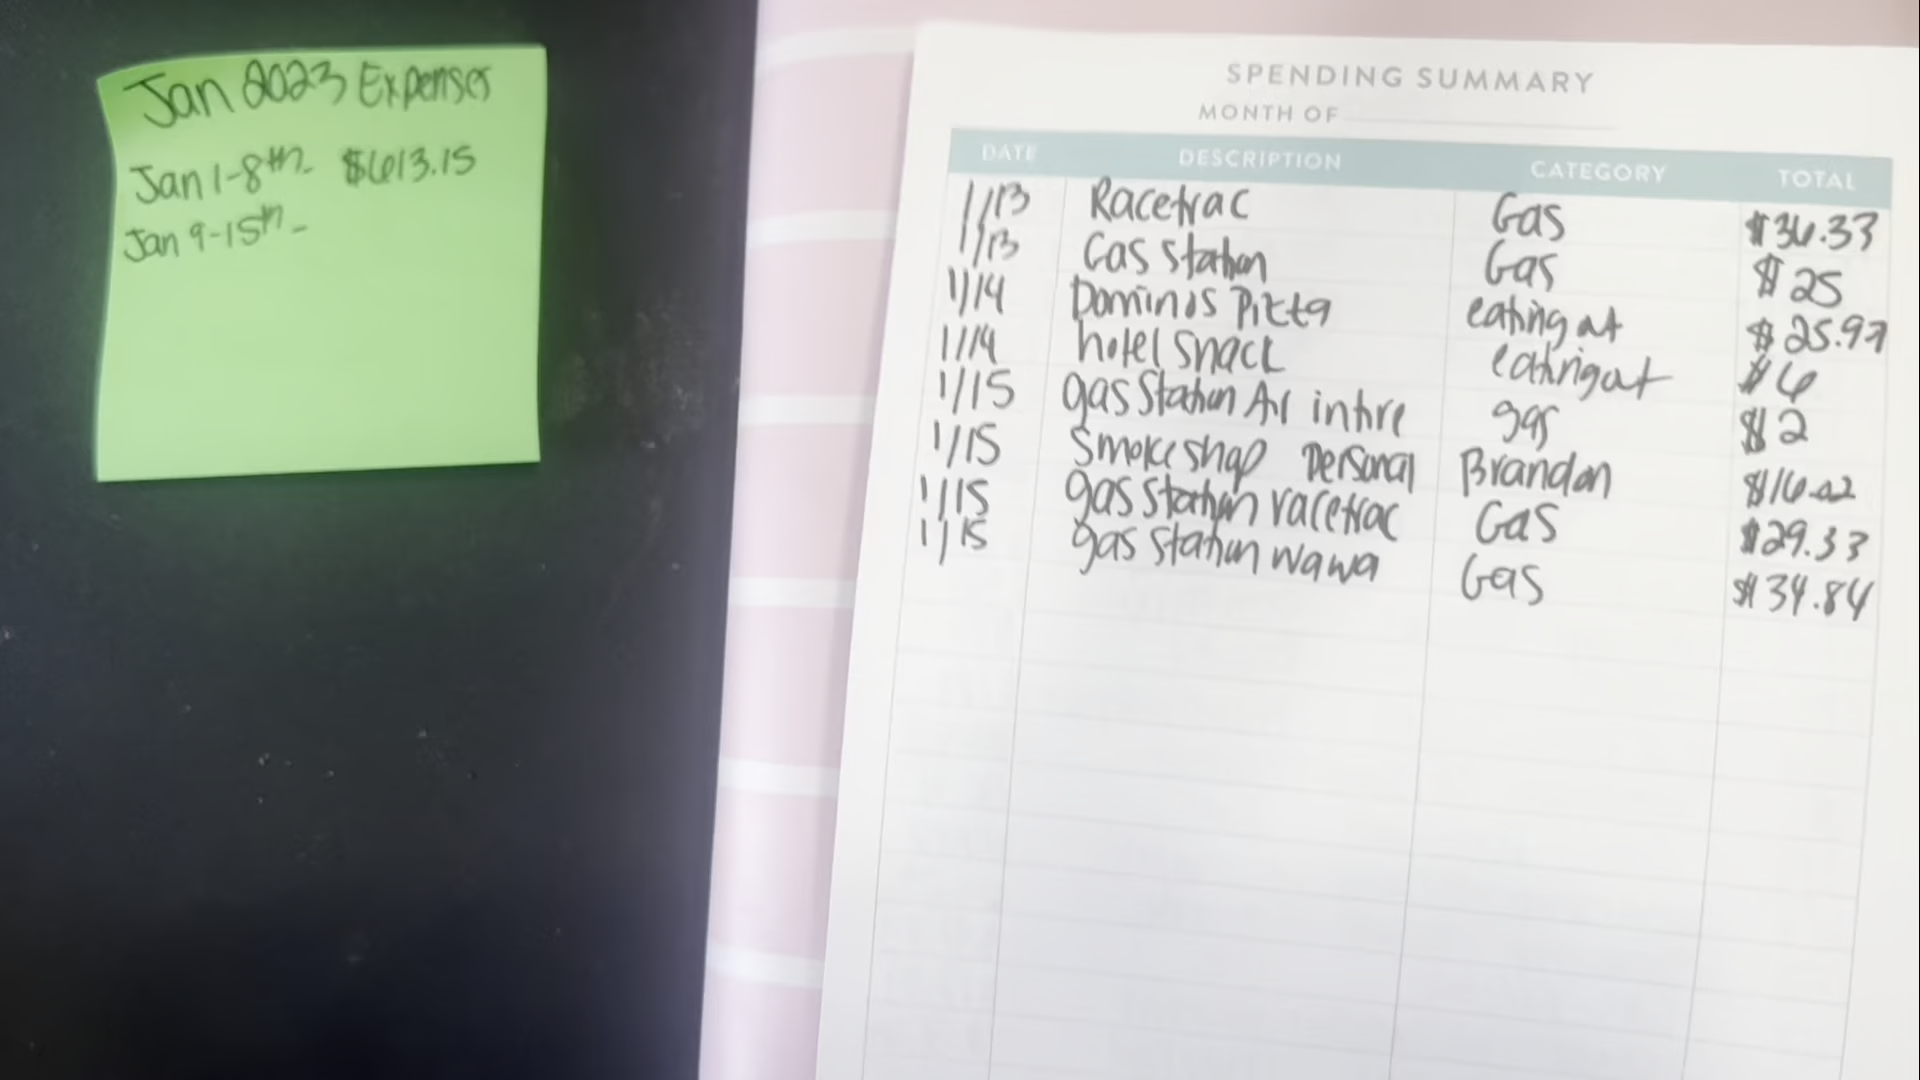 Jan 2023 Expenses
Jan 1-8th- $613.15
Jan 9-15th-
SPENDING SUMMARY
MONTH OF
DATE DESCRIPTION CATEGORY TOTAL
1/13 Racetrac Gas $36.33
1/13 Gas Station Gas $25
1/14 Dominos Pizza eating out $25.97
1/14 hotel snack eating out $6
1/15 gas Station Air in tire gas $2
1/15 Smoke shop Personal Brandon $16.02
1/15 gas station racetrac Gas $29.33
1/15 gas station wawa Gas $34.84